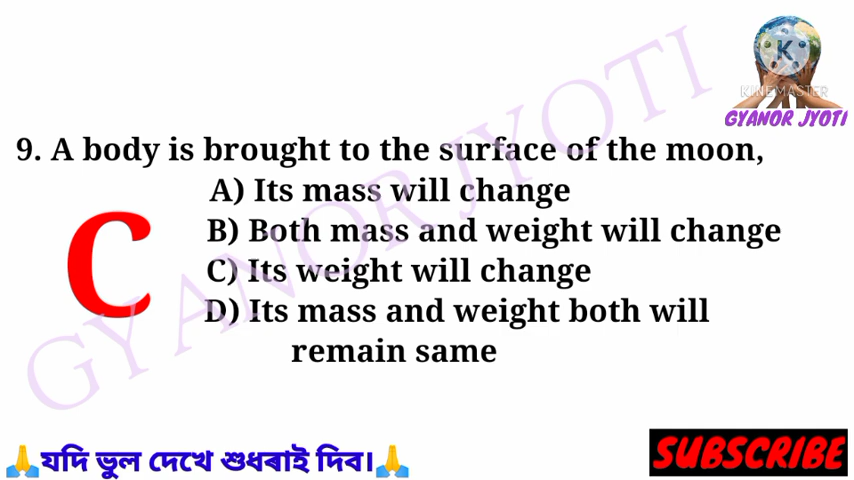 KINEMASTER
GYANOR JYOTI
9. A body is brought to the surface of the moon,
A) Its mass will change
B) Both mass and weight will change
C
C) Its weight will change
D) Its mass and weight both will
remain same
GYANOR JYOTI
🙏যদি ভুল দেখে শুধৰাই দিব।🙏
SUBSCRIBE